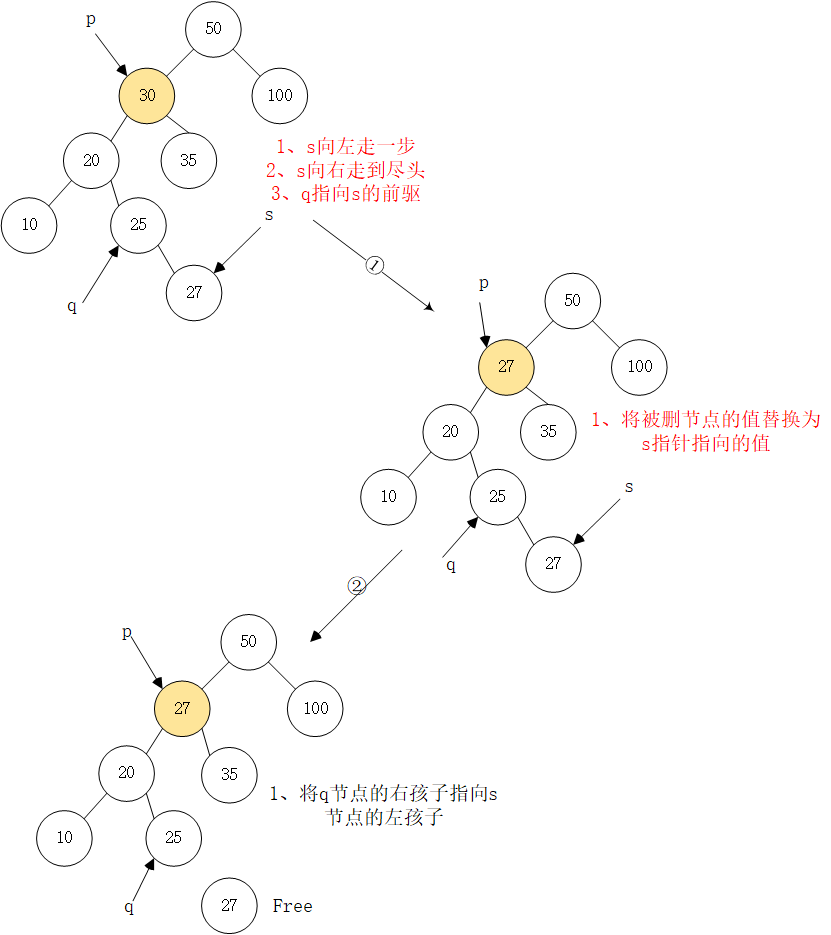 p
50
30
100
20
35
1、s向左走一步
2、s向右走到尽头
3、q指向s的前驱
10
25
s
27
q
①
p
50
27
100
20
35
1、将被删节点的值替换为
s指针指向的值
10
25
s
q
27
②
p
50
27
100
20
35
1、将q节点的右孩子指向s
节点的左孩子
10
25
q
27
Free